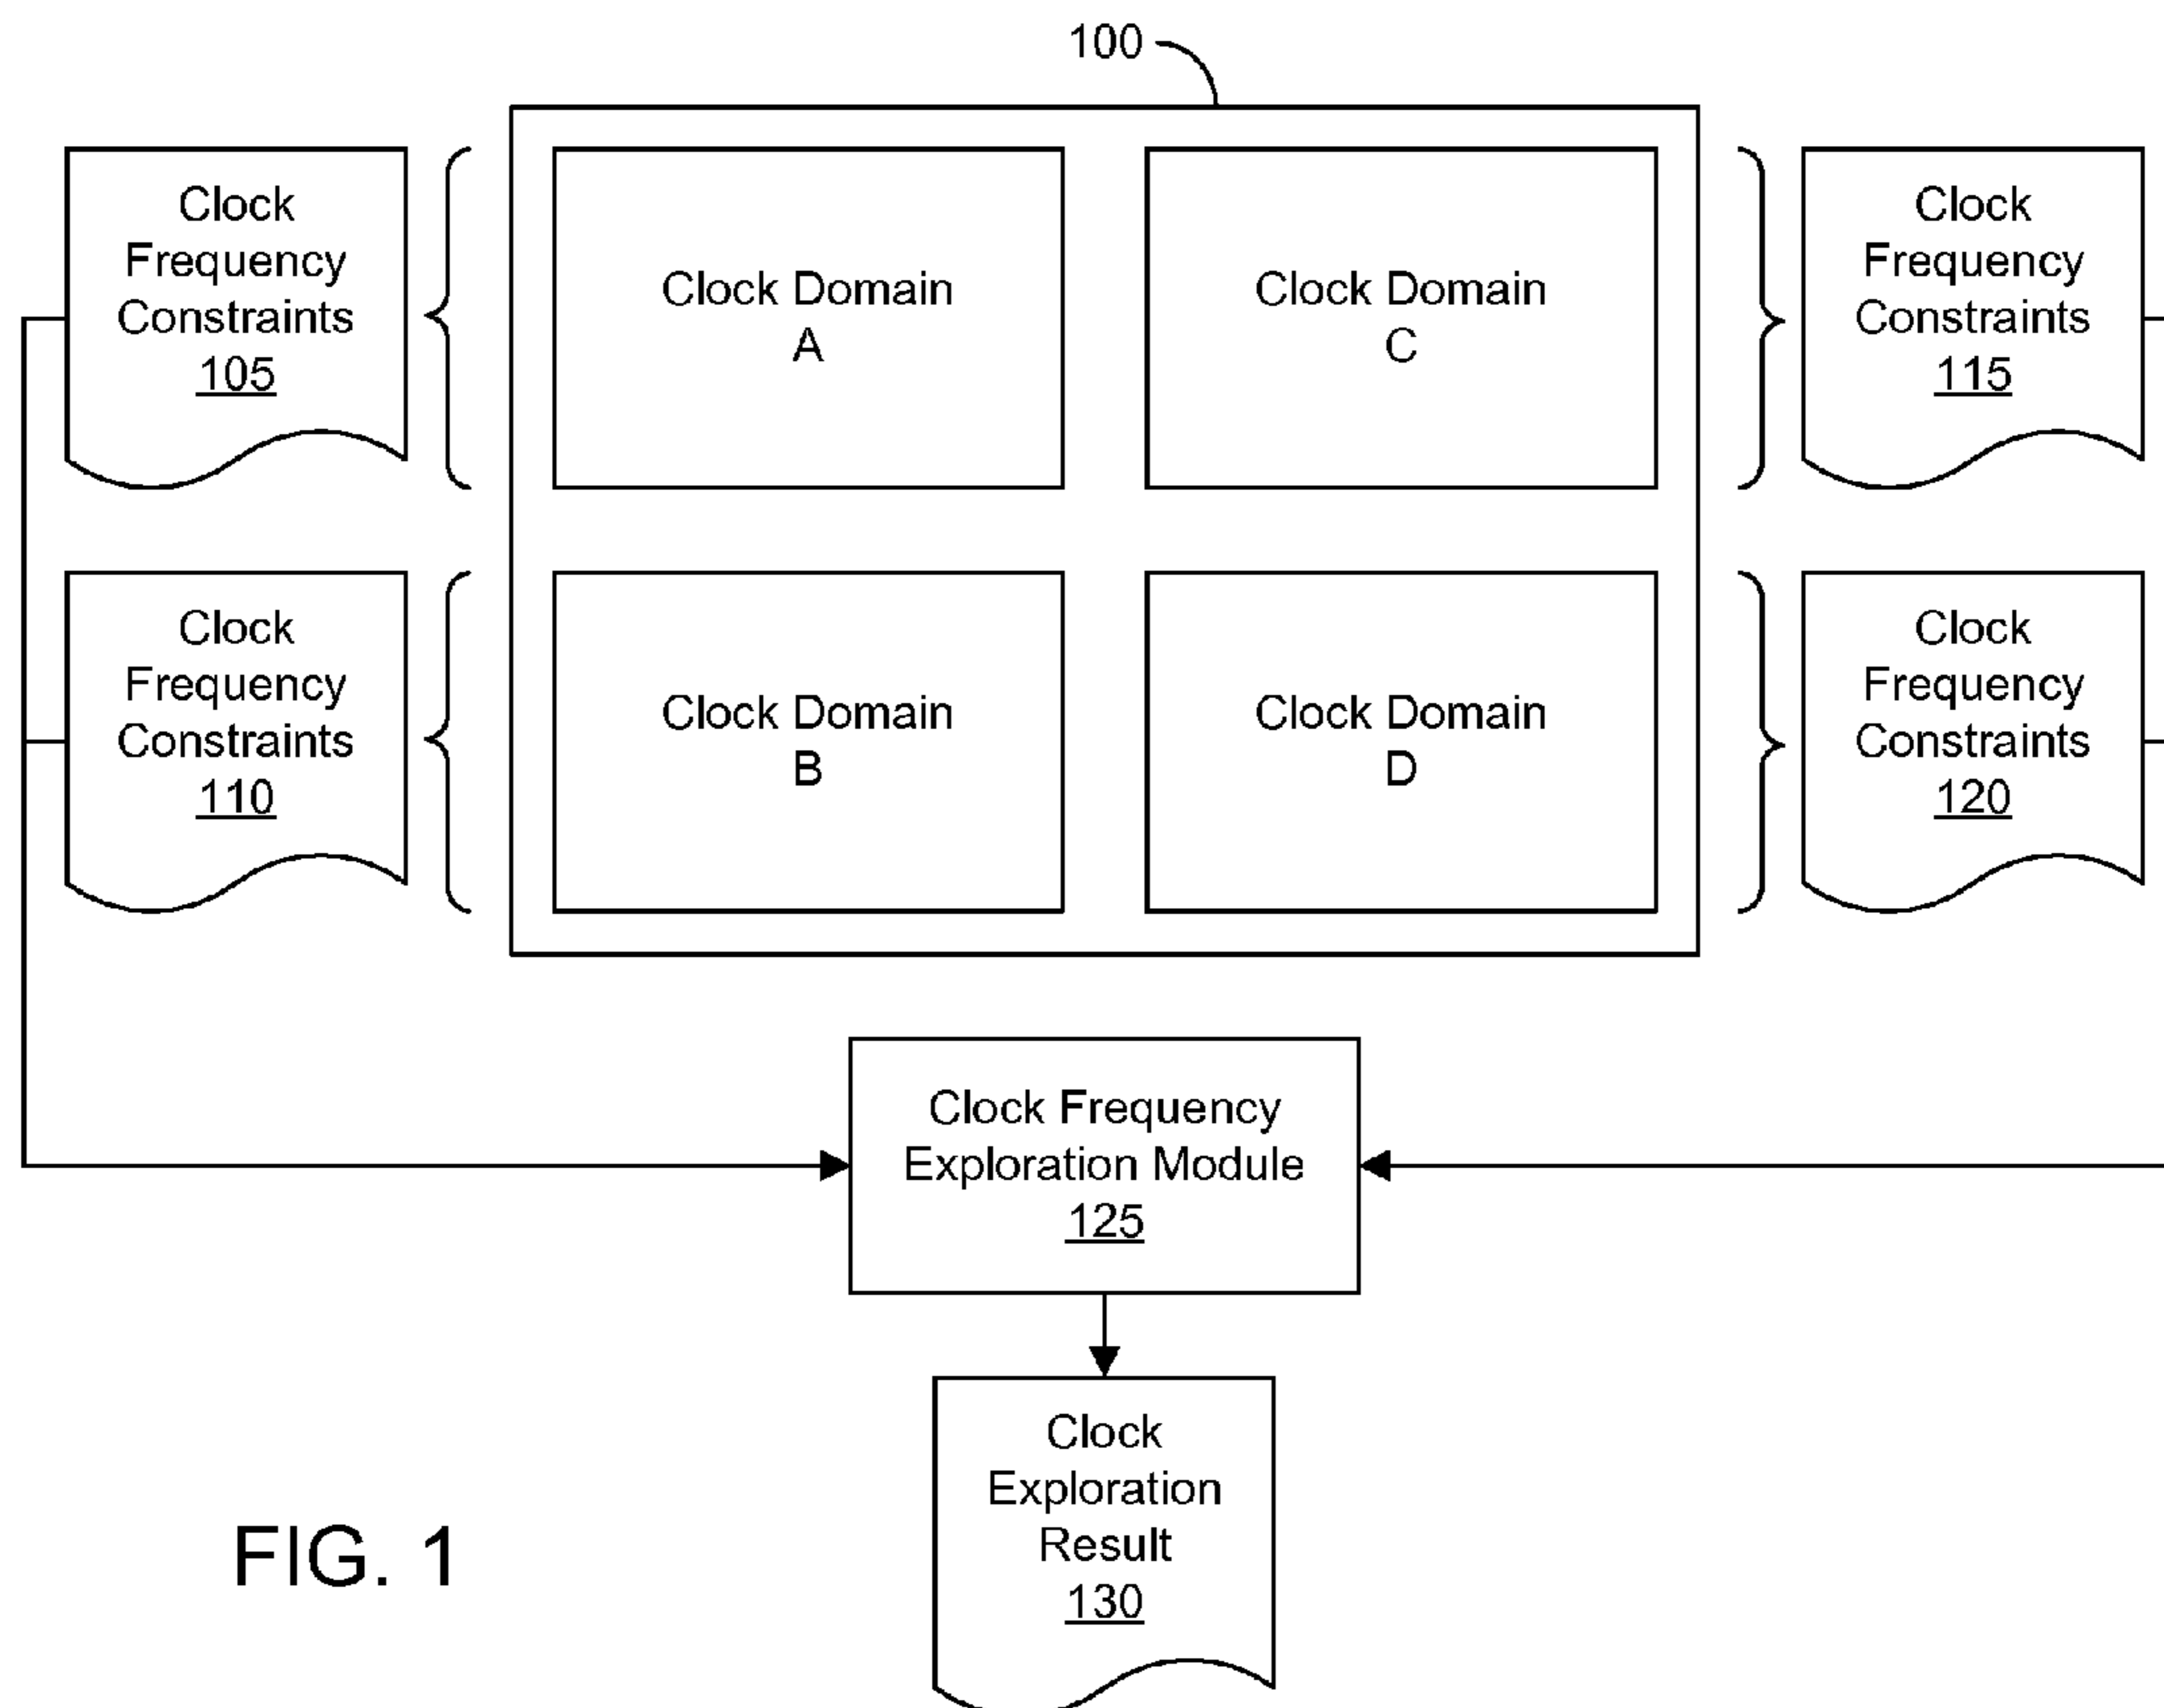 100
Clock
Frequency
Constraints
105
Clock Domain
A
Clock Domain
C
Clock
Frequency
Constraints
115
Clock
Frequency
Constraints
110
Clock Domain
B
Clock Domain
D
Clock
Frequency
Constraints
120
Clock Frequency
Exploration Module
125
Clock
Exploration
Result
130
FIG. 1